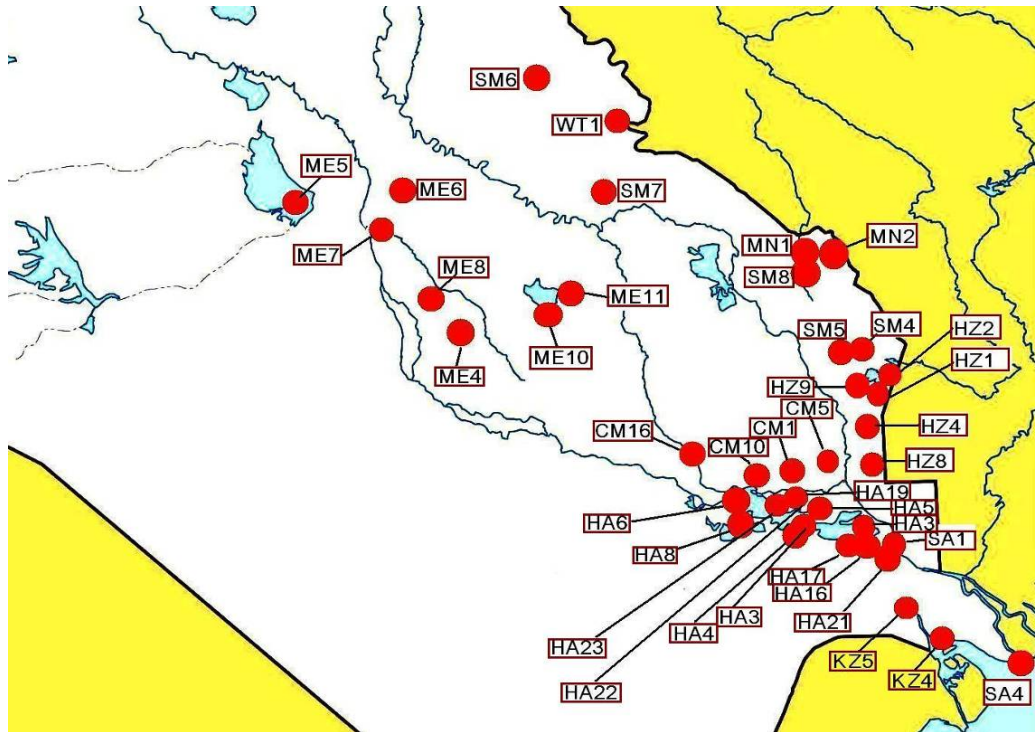 SM6
WT1
ME5
ME6
SM7
ME7
MN1
MN2
ME8
SM8
ME11
SM5
SM4
HZ2
ME10
HZ1
ME4
HZ9
CM5
CM16
CM1
HZ4
CM10
HZ8
HA19
HA5
HA6
HA3
SA1
HA8
HA17
HA16
HA3
HA4
HA21
HA23
KZ5
KZ4
HA22
SA4